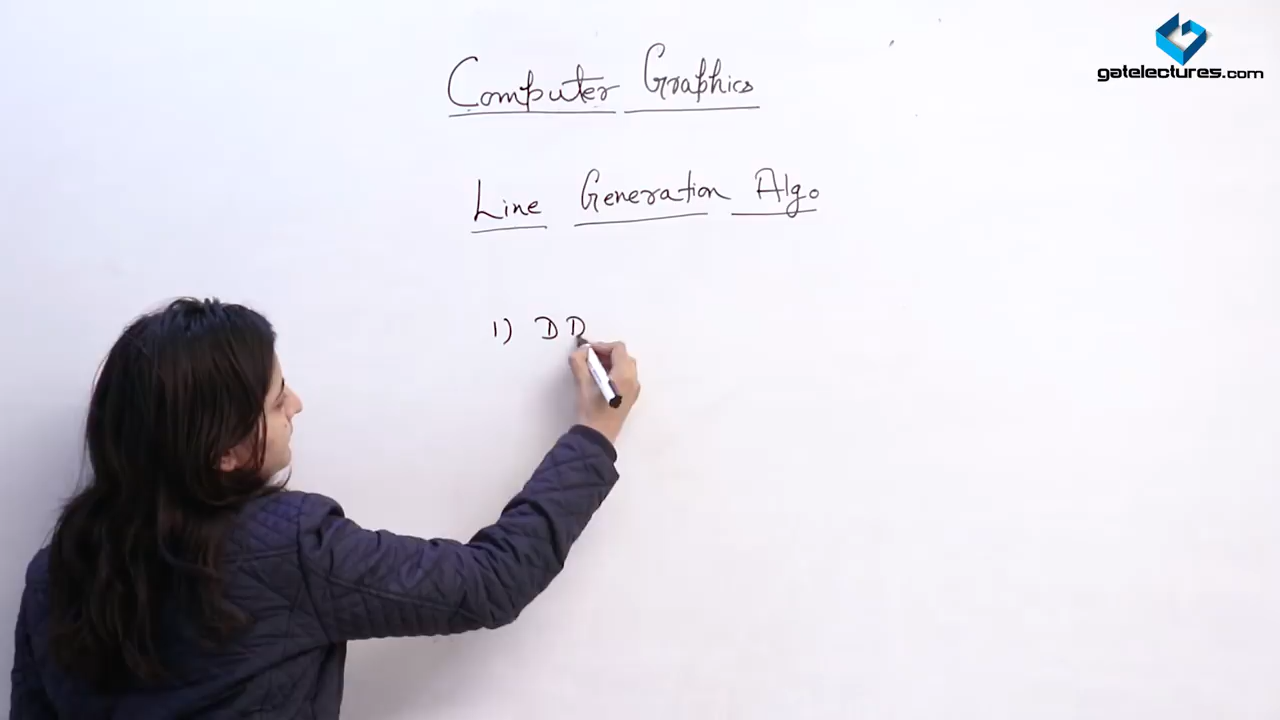 Computer Graphics
gatelectures.com
Line Generation Algo
1) DD